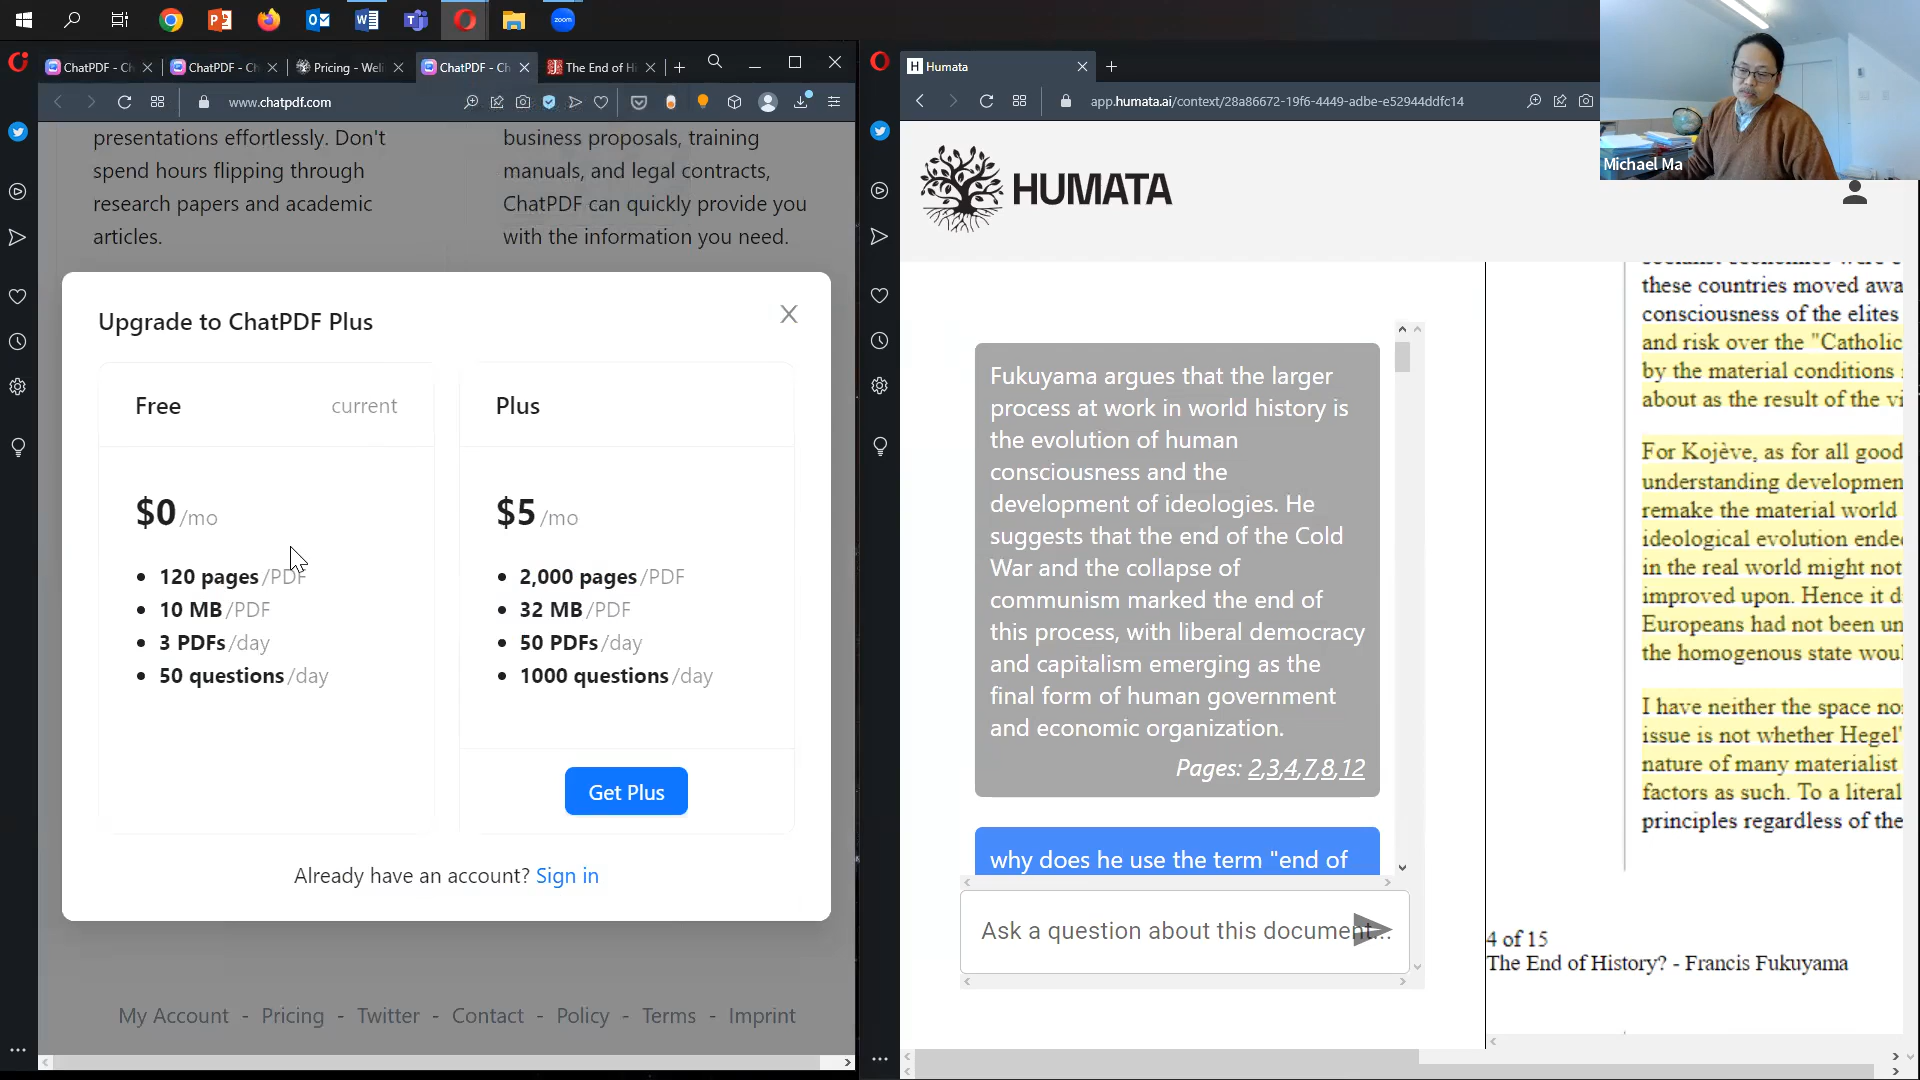 ChatPDF - Ch
ChatPDF - C
Pricing - Weli
ChatPDF - Ch
The End of Hi
www.chatpdf.com
presentations effortlessly. Don't
spend hours flipping through
research papers and academic
articles.
business proposals, training
manuals, and legal contracts,
ChatPDF can quickly provide you
with the information you need.
Upgrade to ChatPDF Plus
Free
current
$0/mo
120 pages/PDF
10 MB/PDF
3 PDFs/day
50 questions/day
Plus
$5/mo
2,000 pages/PDF
32 MB/PDF
50 PDFs/day
1000 questions/day
Get Plus
Already have an account? Sign in
My Account - Pricing - Twitter - Contact - Policy - Terms - Imprint
zoom
Humata
app.humata.ai/context/28a86672-19f6-4449-adbe-e52944ddfc14
HUMATA
Michael Ma
Fukuyama argues that the larger
process at work in world history is
the evolution of human
consciousness and the
development of ideologies. He
suggests that the end of the Cold
War and the collapse of
communism marked the end of
this process, with liberal democracy
and capitalism emerging as the
final form of human government
and economic organization.
Pages: 2,3,4,7,8,12
why does he use the term "end of
Ask a question about this document...
these countries moved awa
consciousness of the elites
and risk over the "Catholic
by the material conditions
about as the result of the vi
For Kojève, as for all good
understanding developmen
remake the material world
ideological evolution ende
in the real world might not
improved upon. Hence it d
Europeans had not been un
the homogenous state woul
I have neither the space no
issue is not whether Hegel'
nature of many materialist
factors as such. To a literal
principles regardless of the
4 of 15
The End of History? - Francis Fukuyama